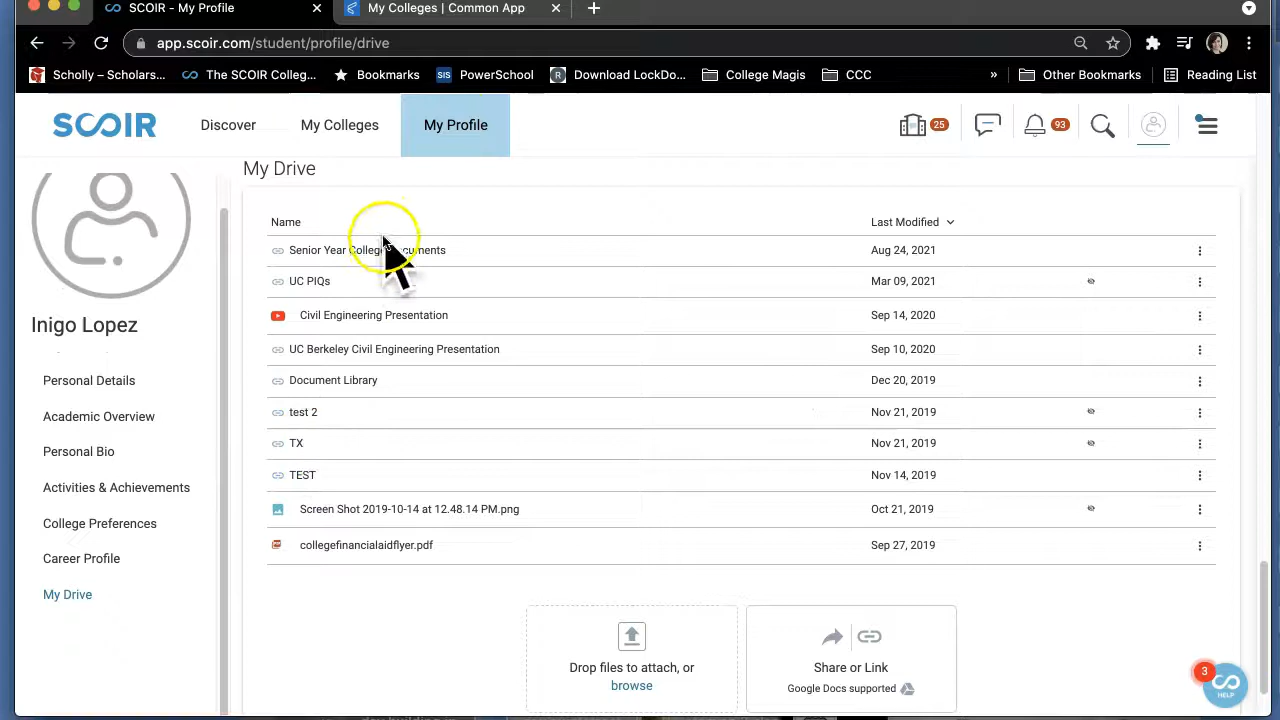 SCOIR - My Profile
My Colleges | Common App
app.scoir.com/student/profile/drive
Scholly – Scholars...
The SCOIR Colleg...
Bookmarks
SIS
PowerSchool
Download LockDo...
College Magis
CCC
»
Other Bookmarks
Reading List
SCOIR
Discover
My Colleges
My Profile
25
93
My Drive
Inigo Lopez
Personal Details
Academic Overview
Personal Bio
Activities & Achievements
College Preferences
Career Profile
My Drive
Name
Last Modified
Senior Year College Documents
Aug 24, 2021
UC PIQs
Mar 09, 2021
Civil Engineering Presentation
Sep 14, 2020
UC Berkeley Civil Engineering Presentation
Sep 10, 2020
Document Library
Dec 20, 2019
test 2
Nov 21, 2019
TX
Nov 21, 2019
TEST
Nov 14, 2019
Screen Shot 2019-10-14 at 12.48.14 PM.png
Oct 21, 2019
collegefinancialaidflyer.pdf
Sep 27, 2019
Drop files to attach, or
browse
Share or Link
Google Docs supported
3
HELP